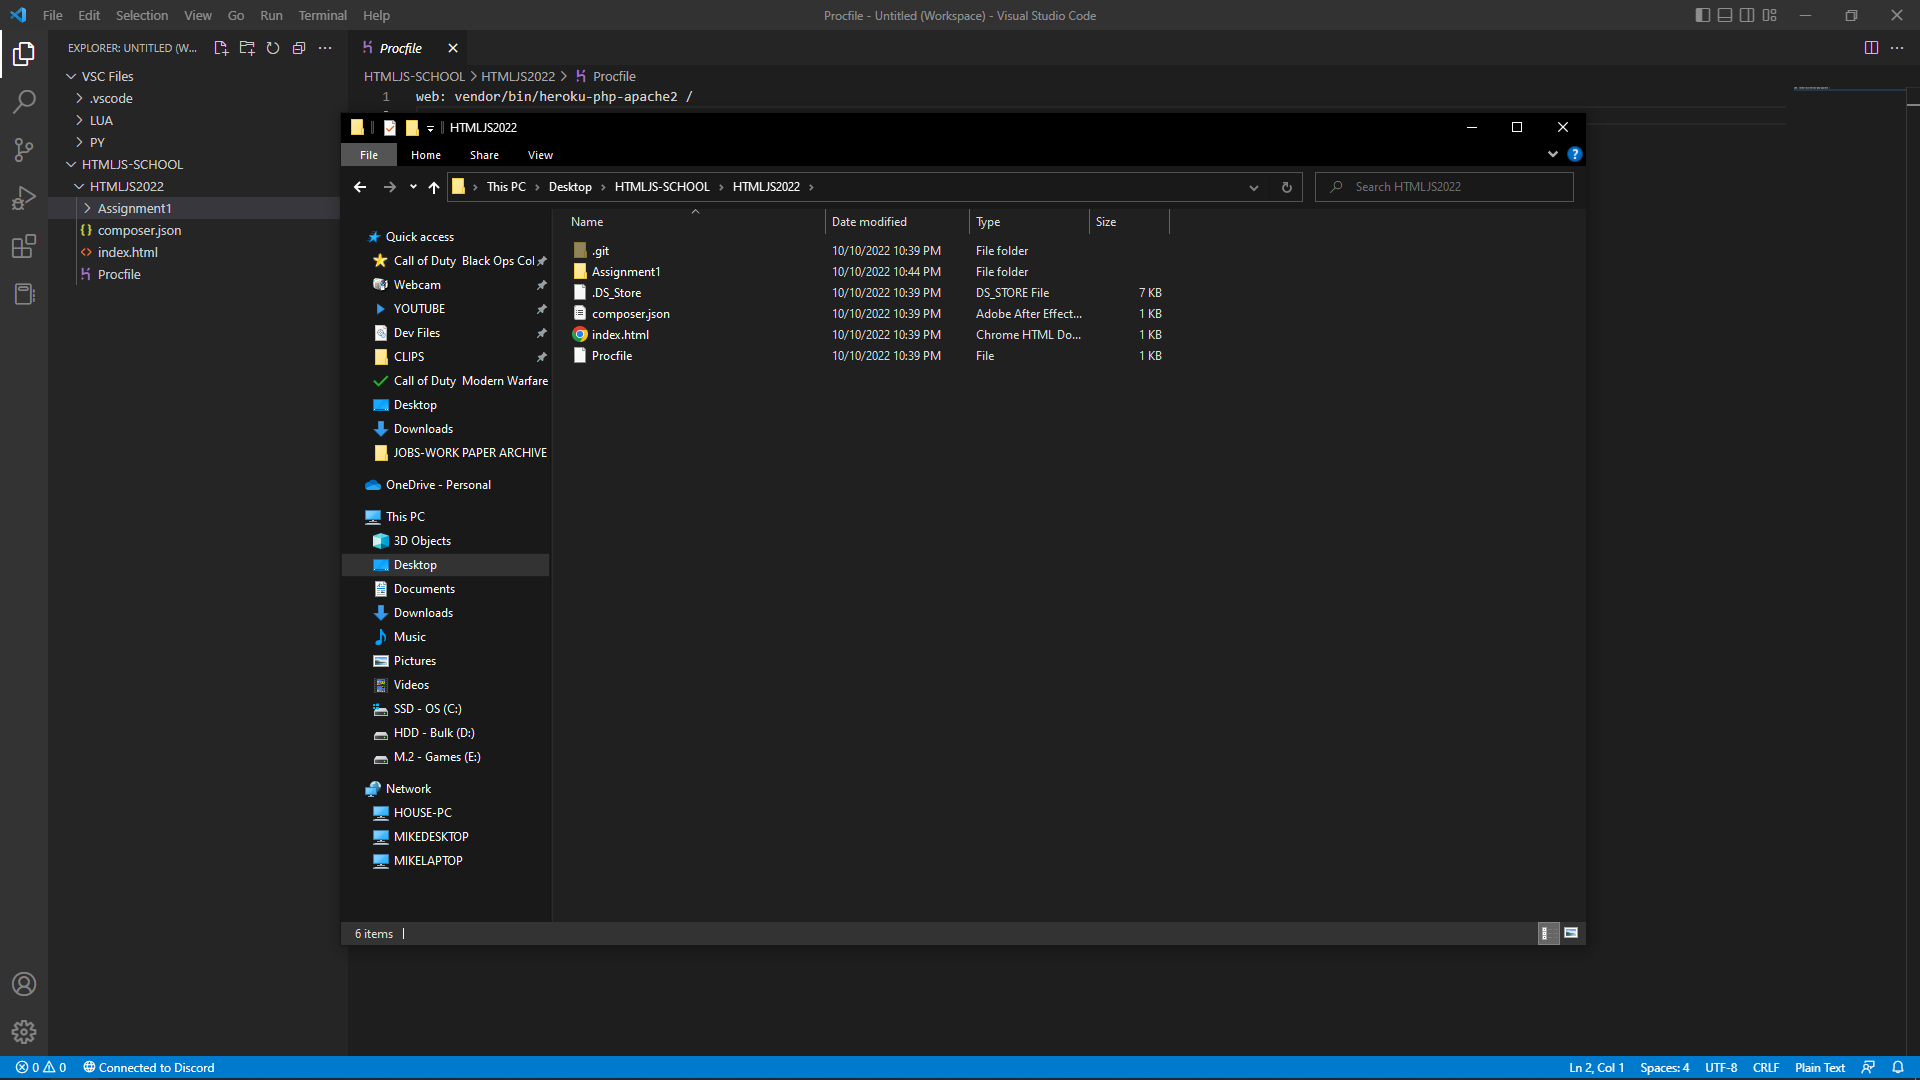 File Edit Selection View Go Run Terminal Help
Procfile - Untitled (Workspace) - Visual Studio Code
EXPLORER: UNTITLED (W...
VSC Files
.vscode
LUA
PY
HTMLJS-SCHOOL
HTMLJS2022
Assignment1
composer.json
index.html
Procfile
Procfile
HTMLJS-SCHOOL > HTMLJS2022 > Procfile
1 web: vendor/bin/heroku-php-apache2 /
HTMLJS2022
File Home Share View
This PC > Desktop > HTMLJS-SCHOOL > HTMLJS2022 >
Search HTMLJS2022
Quick access
Call of Duty Black Ops Col
Webcam
YOUTUBE
Dev Files
CLIPS
Call of Duty Modern Warfare
Desktop
Downloads
JOBS-WORK PAPER ARCHIVE
OneDrive - Personal
This PC
3D Objects
Desktop
Documents
Downloads
Music
Pictures
Videos
SSD - OS (C:)
HDD - Bulk (D:)
M.2 - Games (E:)
Network
HOUSE-PC
MIKEDESKTOP
MIKELAPTOP
Name Date modified Type Size
.git 10/10/2022 10:39 PM File folder
Assignment1 10/10/2022 10:44 PM File folder
.DS_Store 10/10/2022 10:39 PM DS_STORE File 7 KB
composer.json 10/10/2022 10:39 PM Adobe After Effect... 1 KB
index.html 10/10/2022 10:39 PM Chrome HTML Do... 1 KB
Procfile 10/10/2022 10:39 PM File 1 KB
6 items
0 0 Connected to Discord
Ln 2, Col 1 Spaces: 4 UTF-8 CRLF Plain Text